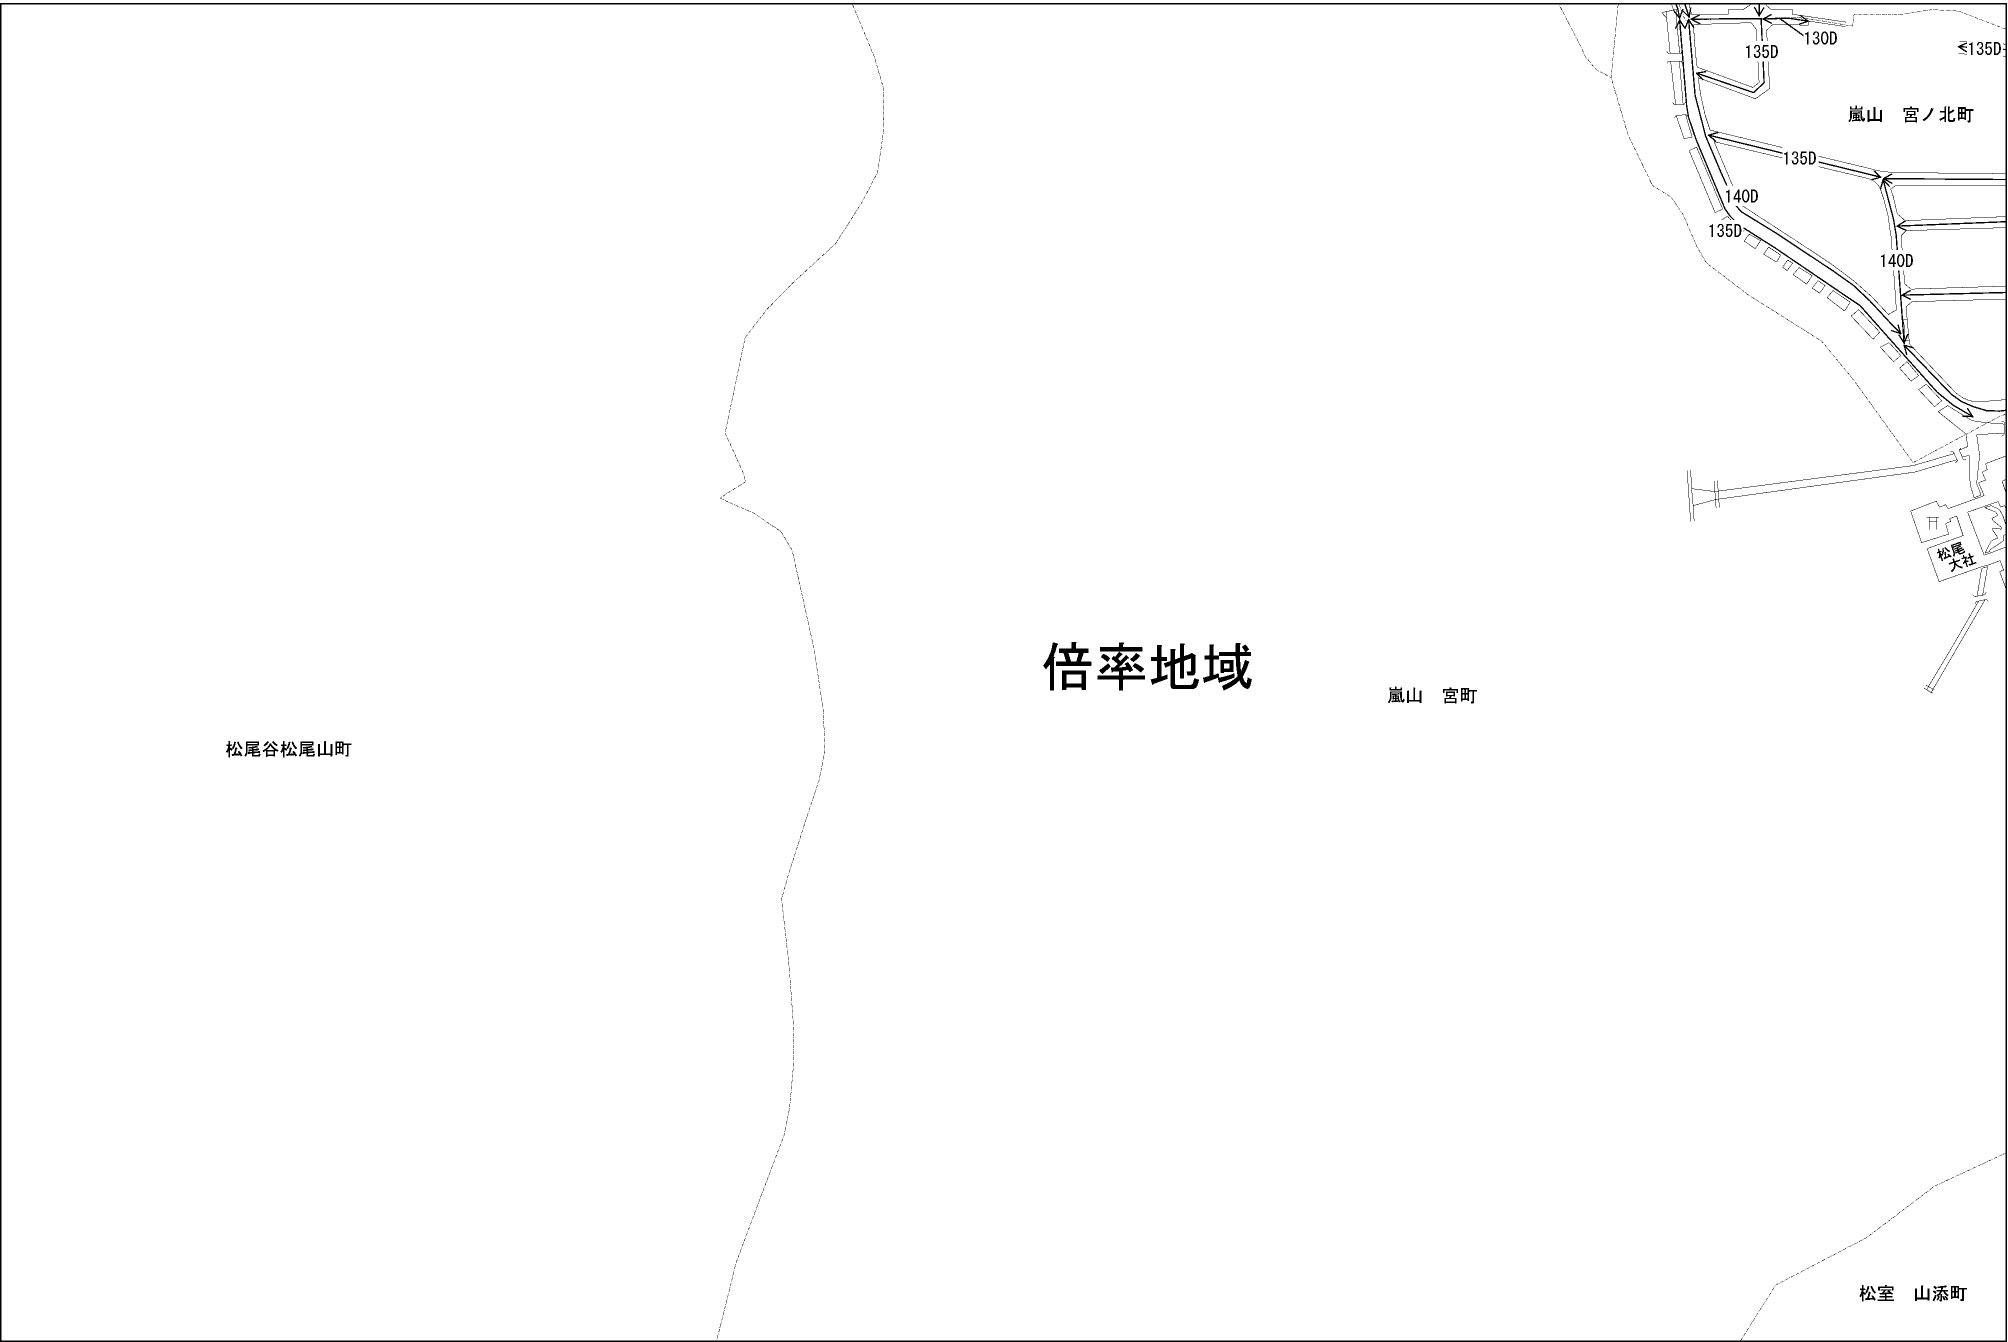 130D
135D
135D
嵐山　宮ノ北町
135D
140D
135D
140D
松尾
大社
倍率地域
嵐山　宮町
松尾谷松尾山町
松室　山添町